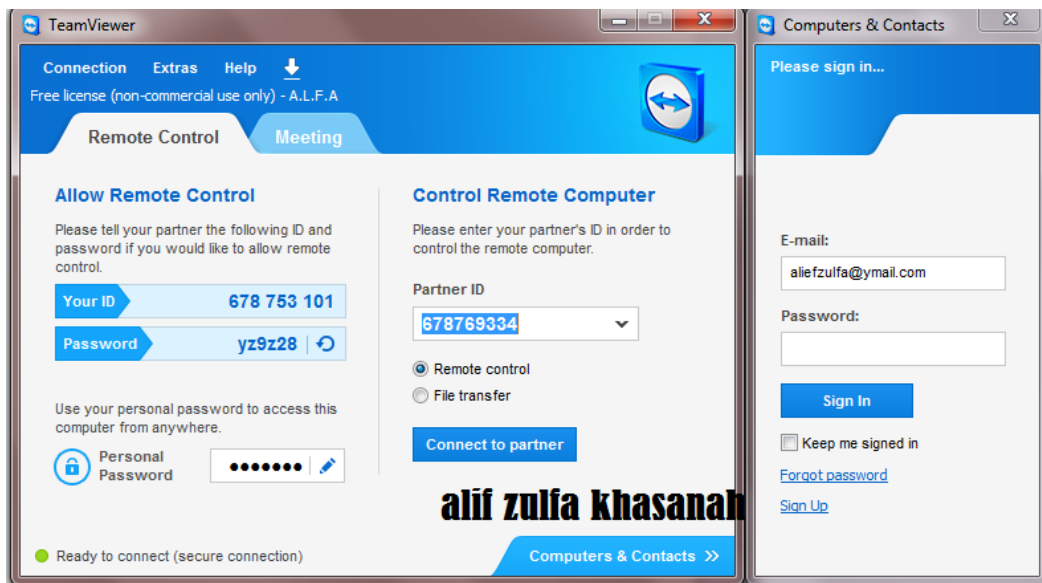 TeamViewer
Connection Extras Help
Free license (non-commercial use only) - A.L.F.A
Remote Control Meeting
Allow Remote Control
Please tell your partner the following ID and
password if you would like to allow remote
control.
Your ID 678 753 101
Password yz9z28
Use your personal password to access this
computer from anywhere.
Personal
Password
Control Remote Computer
Please enter your partner's ID in order to
control the remote computer.
Partner ID
678769334
Remote control
File transfer
Connect to partner
alif zulfa khasanah
Ready to connect (secure connection)
Computers & Contacts >>
Computers & Contacts
Please sign in...
E-mail:
aliefzulfa@ymail.com
Password:
Sign In
Keep me signed in
Forgot password
Sign Up